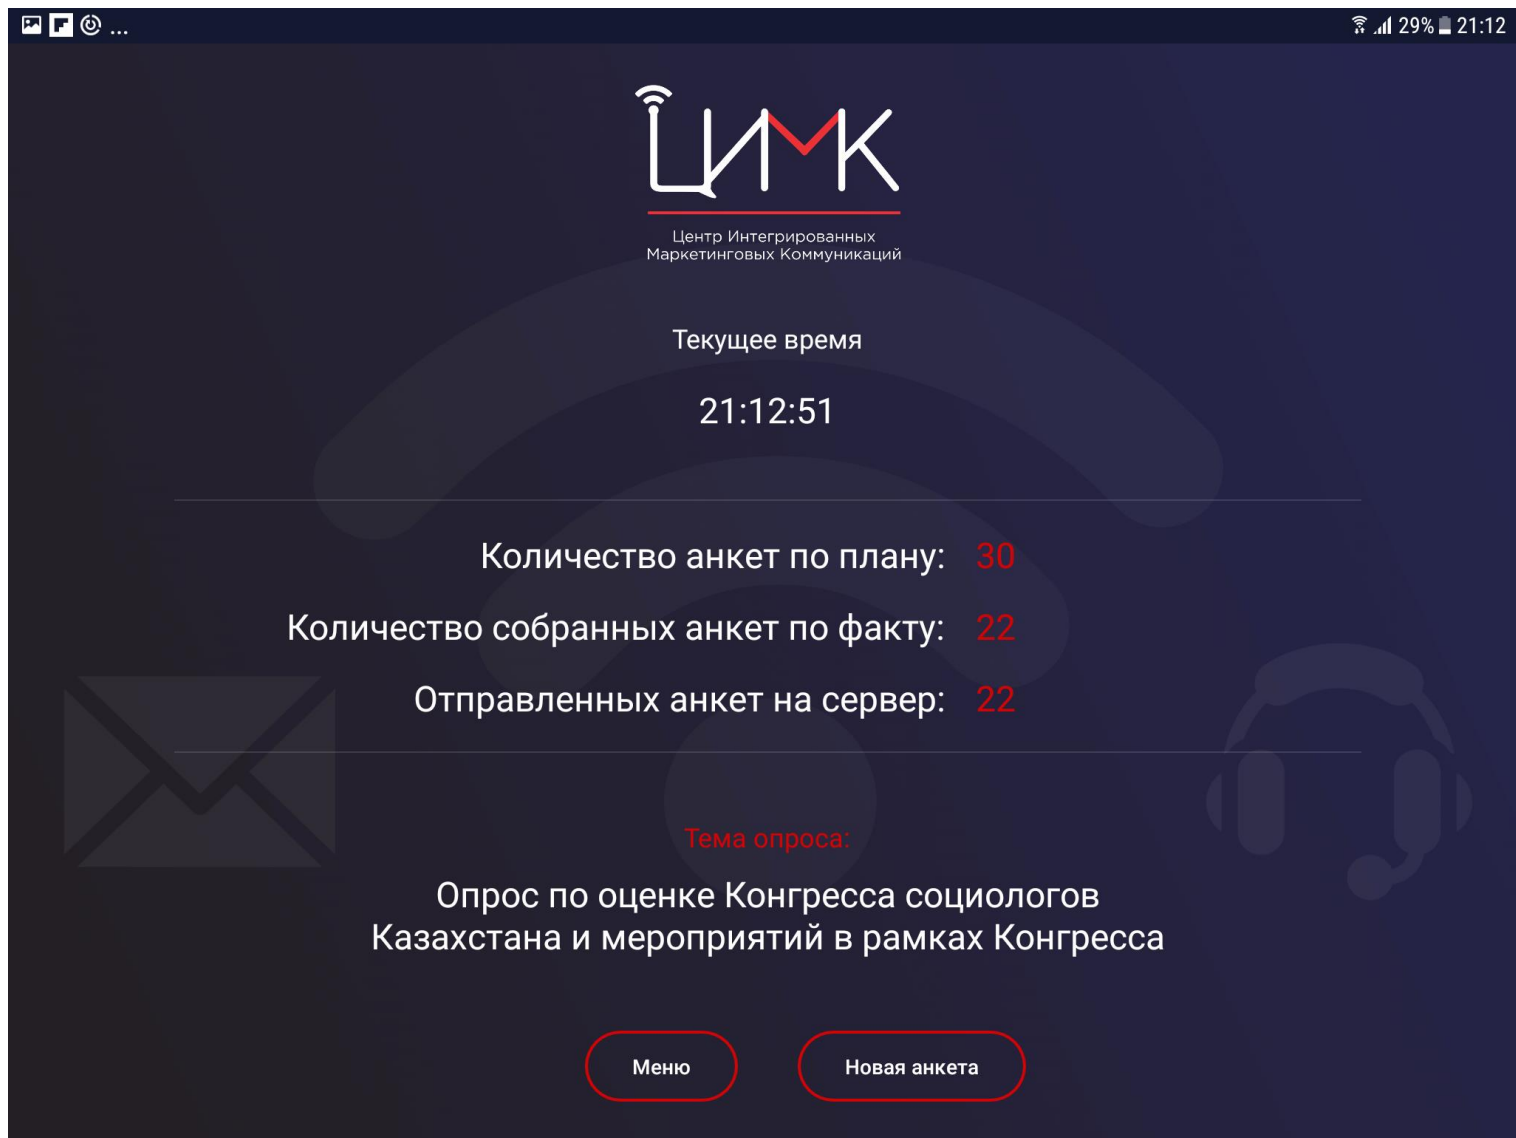 ... 29% 21:12
ЦИМК
Центр Интегрированных
Маркетинговых Коммуникаций
Текущее время
21:12:51
Количество анкет по плану: 30
Количество собранных анкет по факту: 22
Отправленных анкет на сервер: 22
Тема опроса:
Опрос по оценке Конгресса социологов
Казахстана и мероприятий в рамках Конгресса
Меню Новая анкета